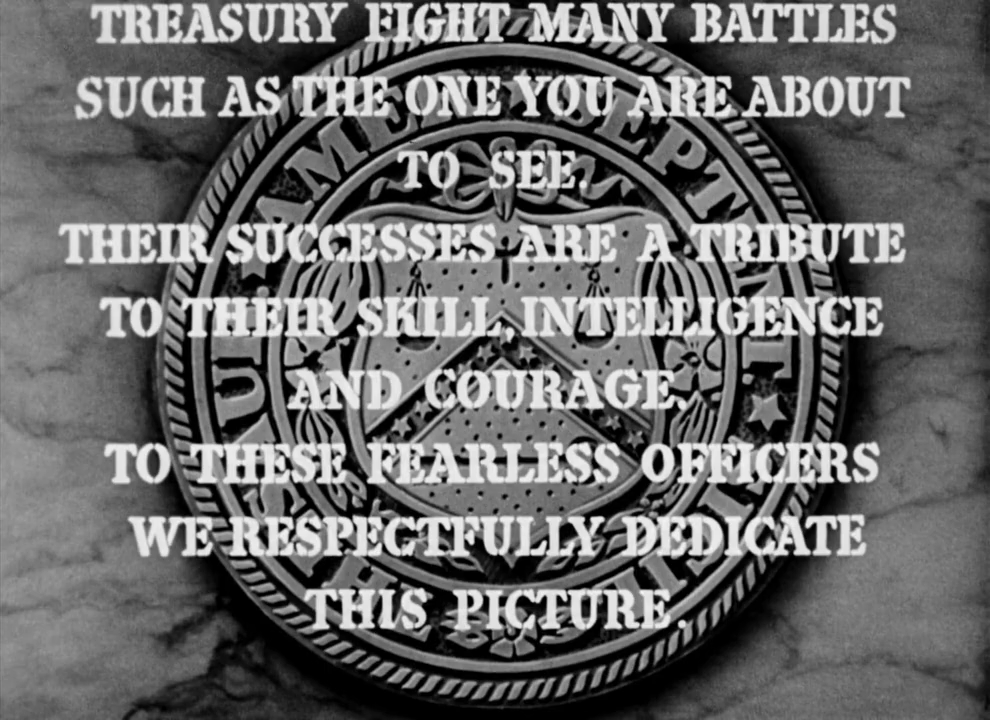 TREASURY FIGHT MANY BATTLES
SUCH AS THE ONE YOU ARE ABOUT
TO SEE.
THEIR SUCCESSES ARE A TRIBUTE
TO THEIR SKILL, INTELLIGENCE
AND COURAGE.
TO THESE FEARLESS OFFICERS
WE RESPECTFULLY DEDICATE
THIS PICTURE.